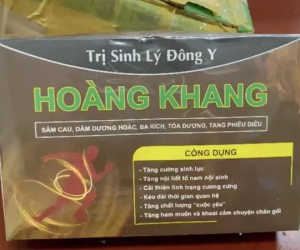 Trị Sinh Lý Đông Y
HOÀNG KHANG
SÂM CAU, DÂM DƯƠNG HOẮC, BA KÍCH, TỎA DƯƠNG, TANG PHIÊU DIÊU
CÔNG DỤNG
- Tăng cường sinh lực
- Tăng nội tiết tố nam nội sinh
- Cải thiện tình trạng cương cứng
- Kéo dài thời gian quan hệ
- Tăng chất lượng "cuộc yêu"
- Tăng ham muốn và khoái cảm chuyện chăn gối